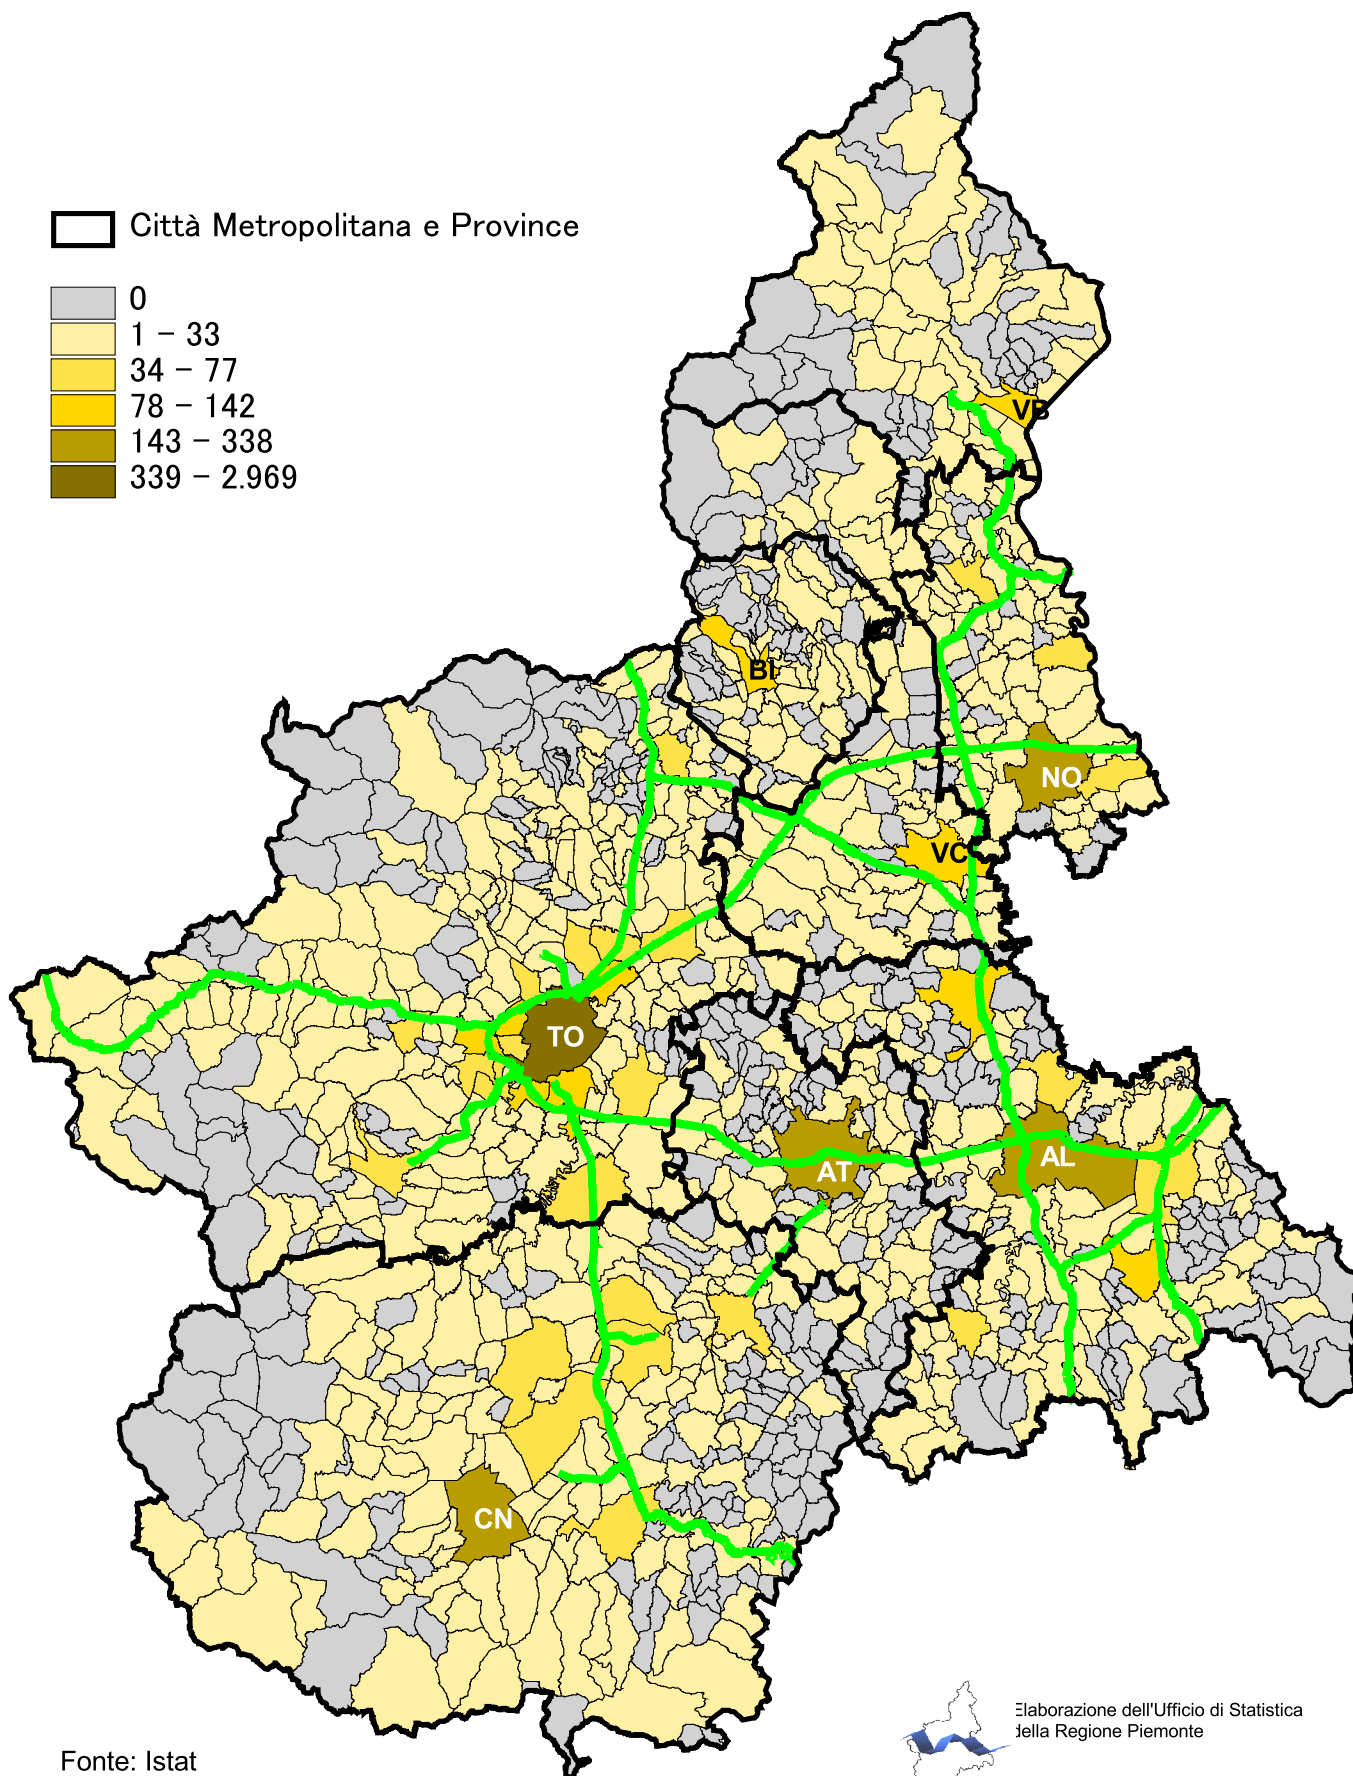 Città Metropolitana e Province
0
1 – 33
34 – 77
78 – 142
143 – 338
339 – 2.969
VB
BI
NO
VC
TO
AT
AL
CN
Elaborazione dell'Ufficio di Statistica
della Regione Piemonte
Fonte: Istat